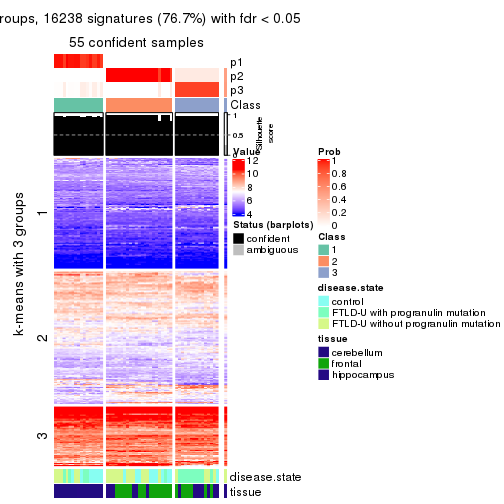 roups, 16238 signatures (76.7%) with fdr < 0.05
55 confident samples
p1
p2
p3
Class
1
0.5
0
Silhouette
score
k-means with 3 groups
1
2
3
disease.state
tissue
Value
12
10
8
6
4
Status (barplots)
confident
ambiguous
Prob
1
0.8
0.6
0.4
0.2
0
Class
1
2
3
disease.state
control
FTLD-U with progranulin mutation
FTLD-U without progranulin mutation
tissue
cerebellum
frontal
hippocampus